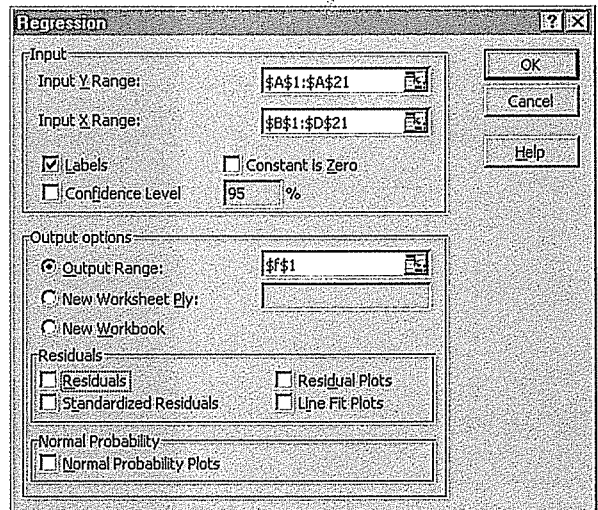 Regression
Input
Input Y Range: $A$1:$A$21
Input X Range: $B$1:$D$21
Labels Constant is Zero
Confidence Level 95 %
OK
Cancel
Help
Output options
Output Range: $f$1
New Worksheet Ply:
New Workbook
Residuals
Residuals Residual Plots
Standardized Residuals Line Fit Plots
Normal Probability
Normal Probability Plots